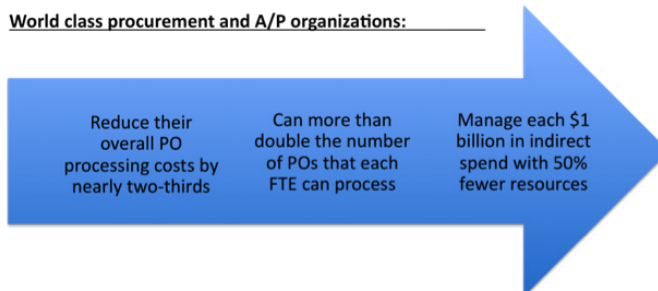 World class procurement and A/P organizations:
Reduce their
overall PO
processing costs by
nearly two-thirds
Can more than
double the number
of POs that each
FTE can process
Manage each $1
billion in indirect
spend with 50%
fewer resources